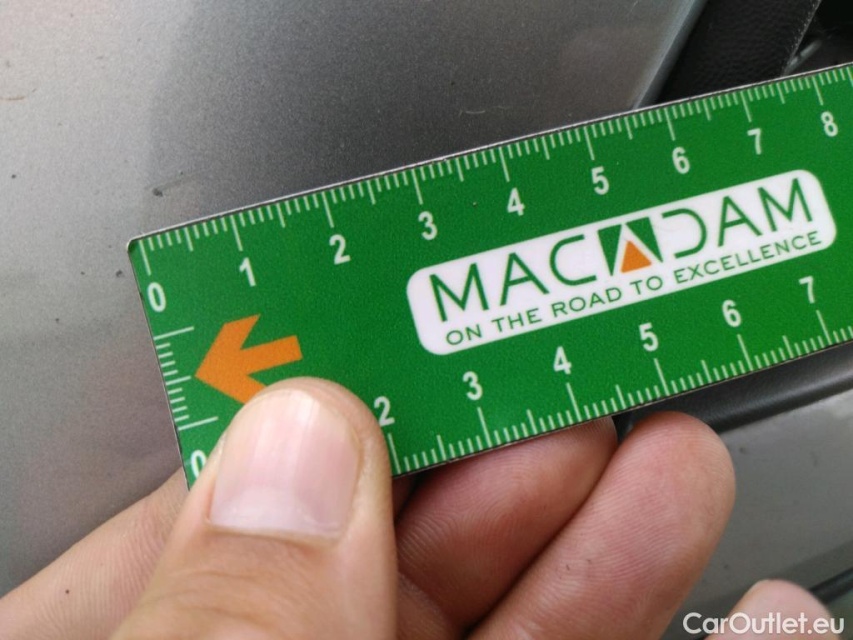 0 1 2 3 4 5 6 7 8
MACADAM
ON THE ROAD TO EXCELLENCE
0 2 3 4 5 6 7
CarOutlet.eu